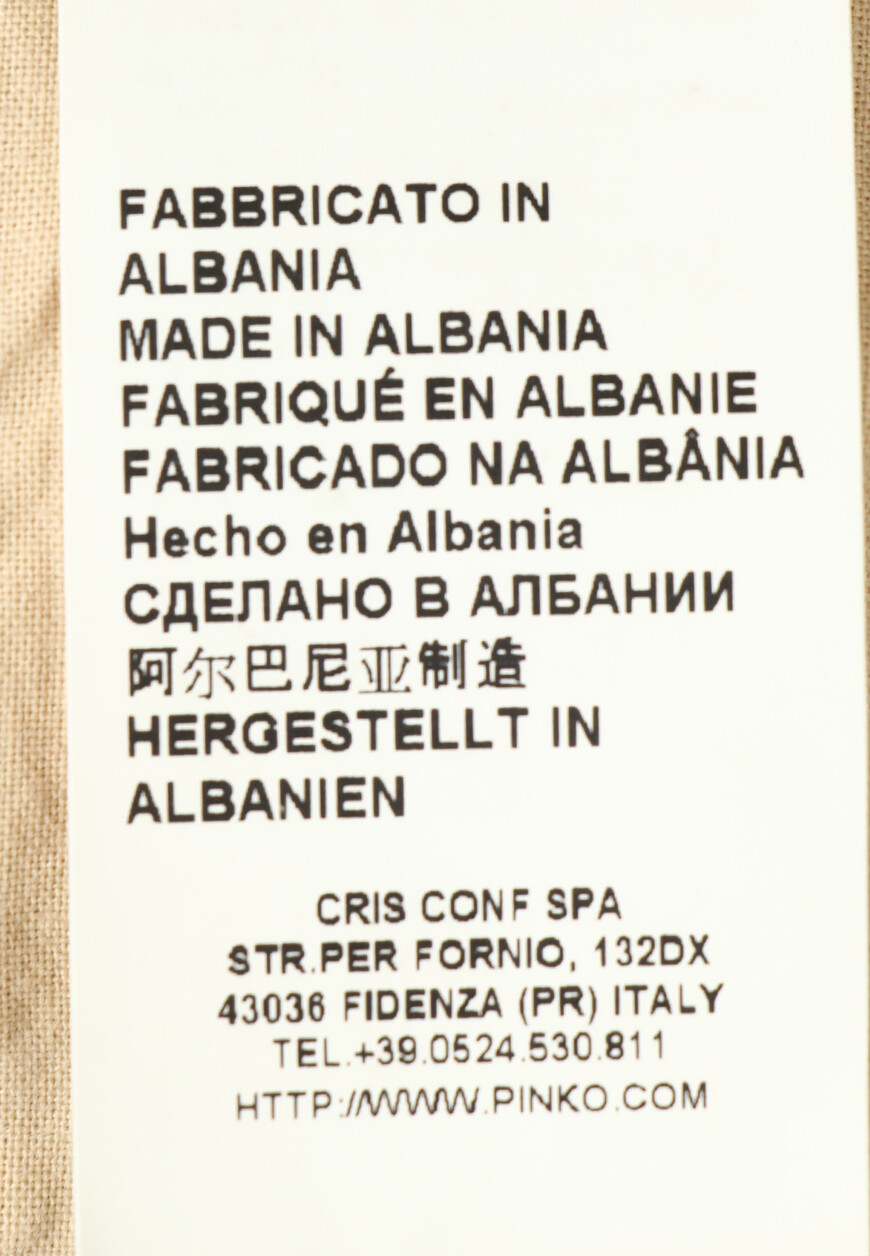 FABBRICATO IN
ALBANIA
MADE IN ALBANIA
FABRIQUÉ EN ALBANIE
FABRICADO NA ALBÂNIA
Hecho en Albania
СДЕЛАНО В АЛБАНИИ
阿尔巴尼亚制造
HERGESTELLT IN
ALBANIEN
CRIS CONF SPA
STR.PER FORNIO, 132DX
43036 FIDENZA (PR) ITALY
TEL.+39.0524.530.811
HTTP://WWW.PINKO.COM